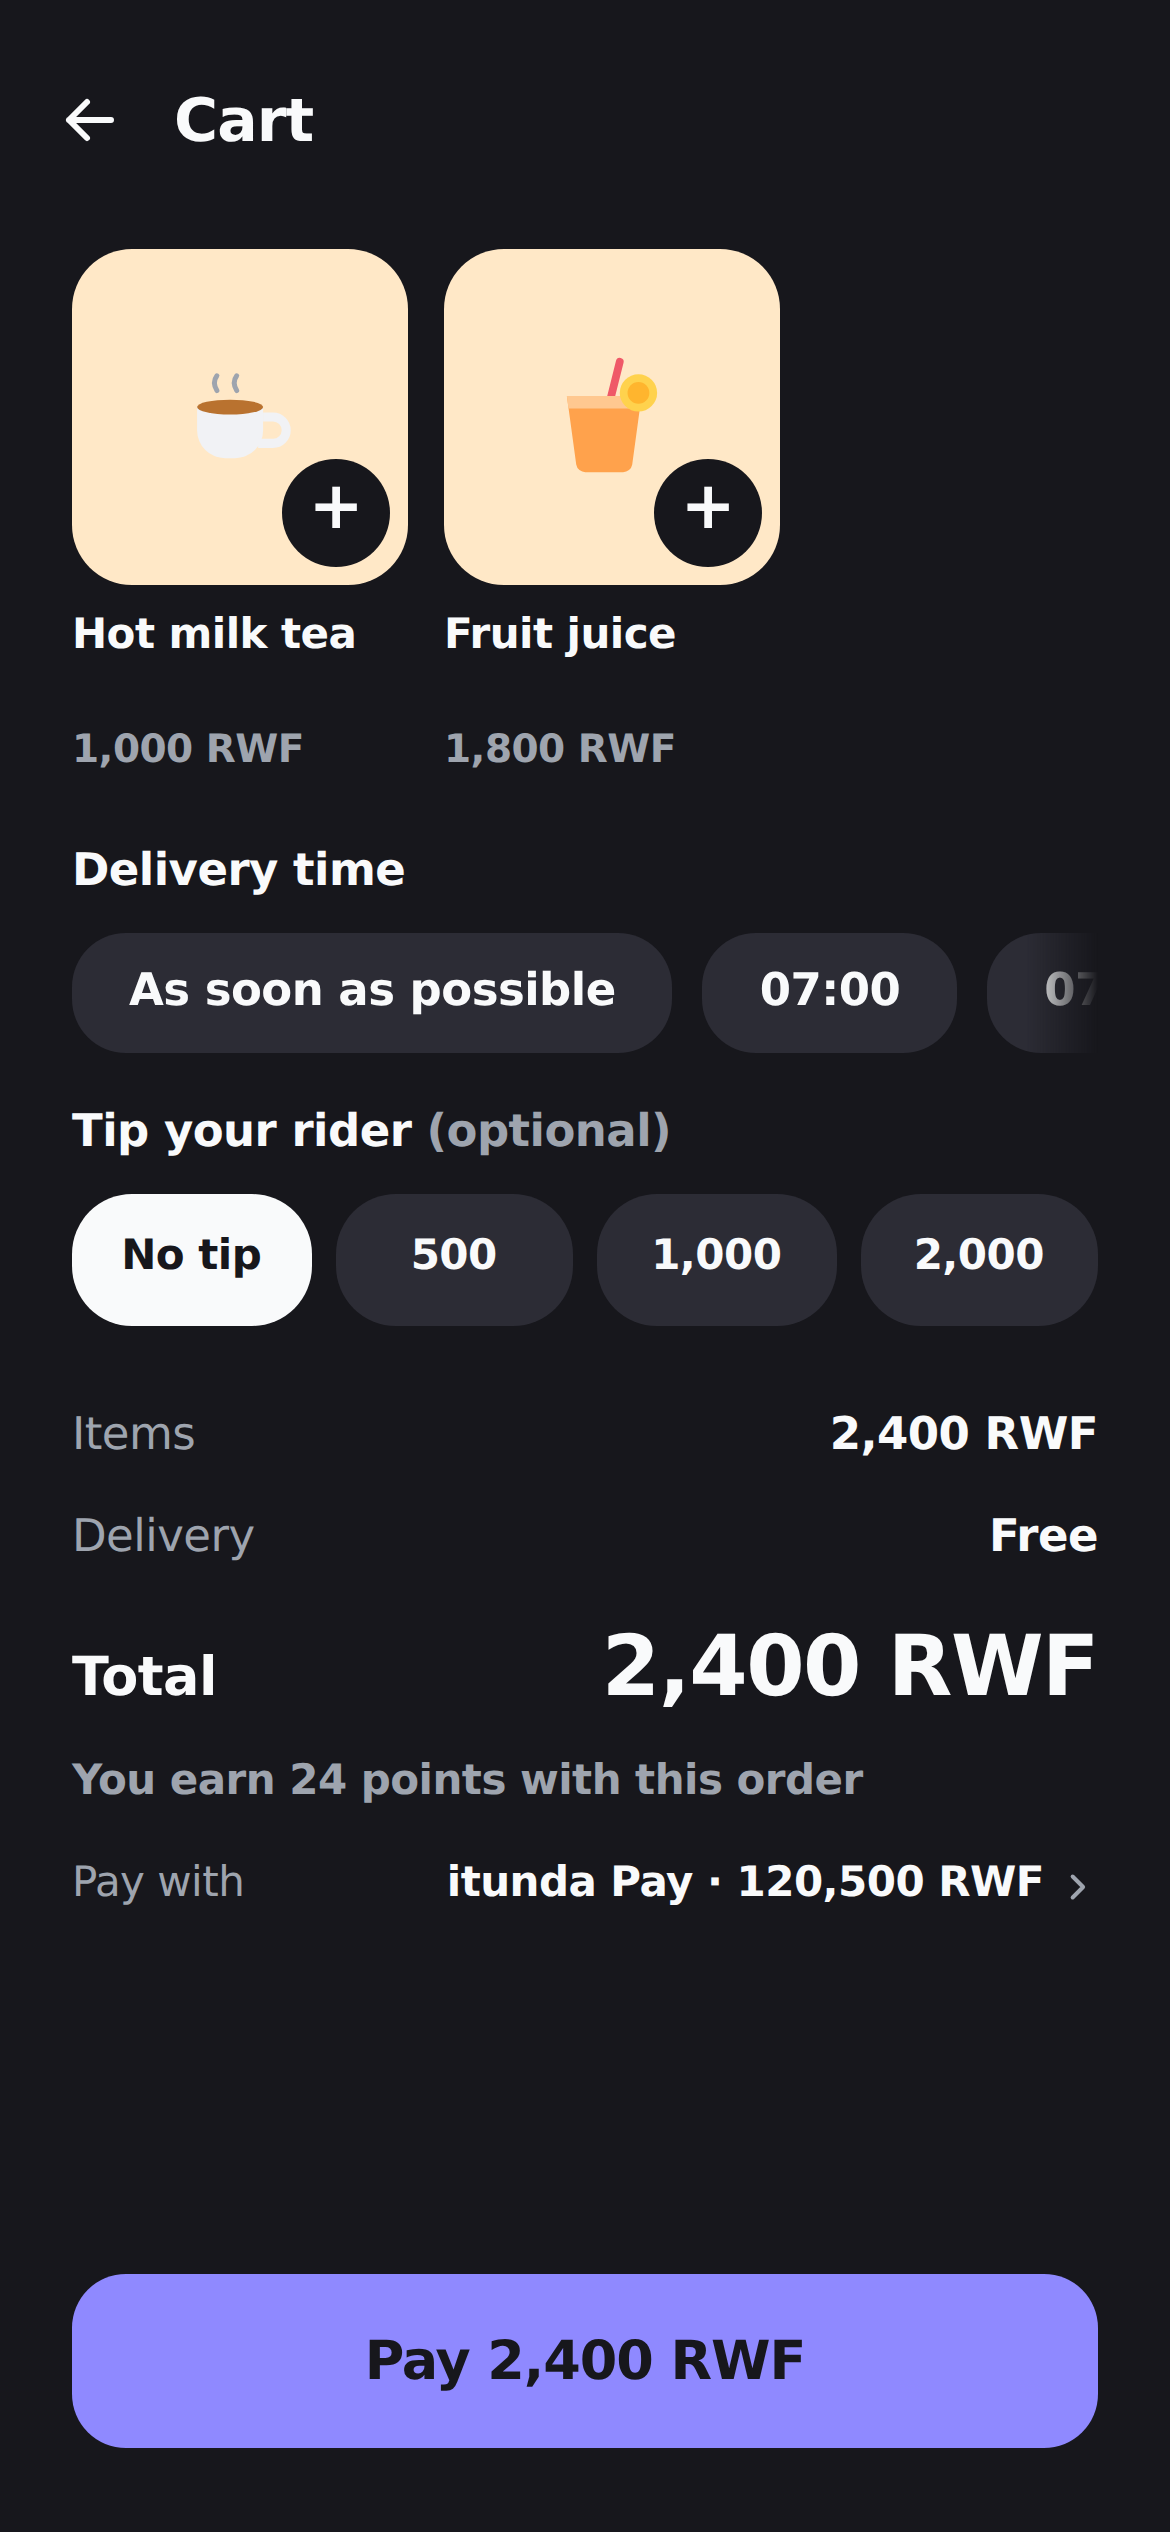 Cart
Hot milk tea
Fruit juice
1,000 RWF
1,800 RWF
Delivery time
As soon as possible
07:00
Tip your rider (optional)
No tip
500
1,000
2,000
Items
2,400 RWF
Delivery
Free
Total
2,400 RWF
You earn 24 points with this order
Pay with
itunda Pay · 120,500 RWF
Pay 2,400 RWF